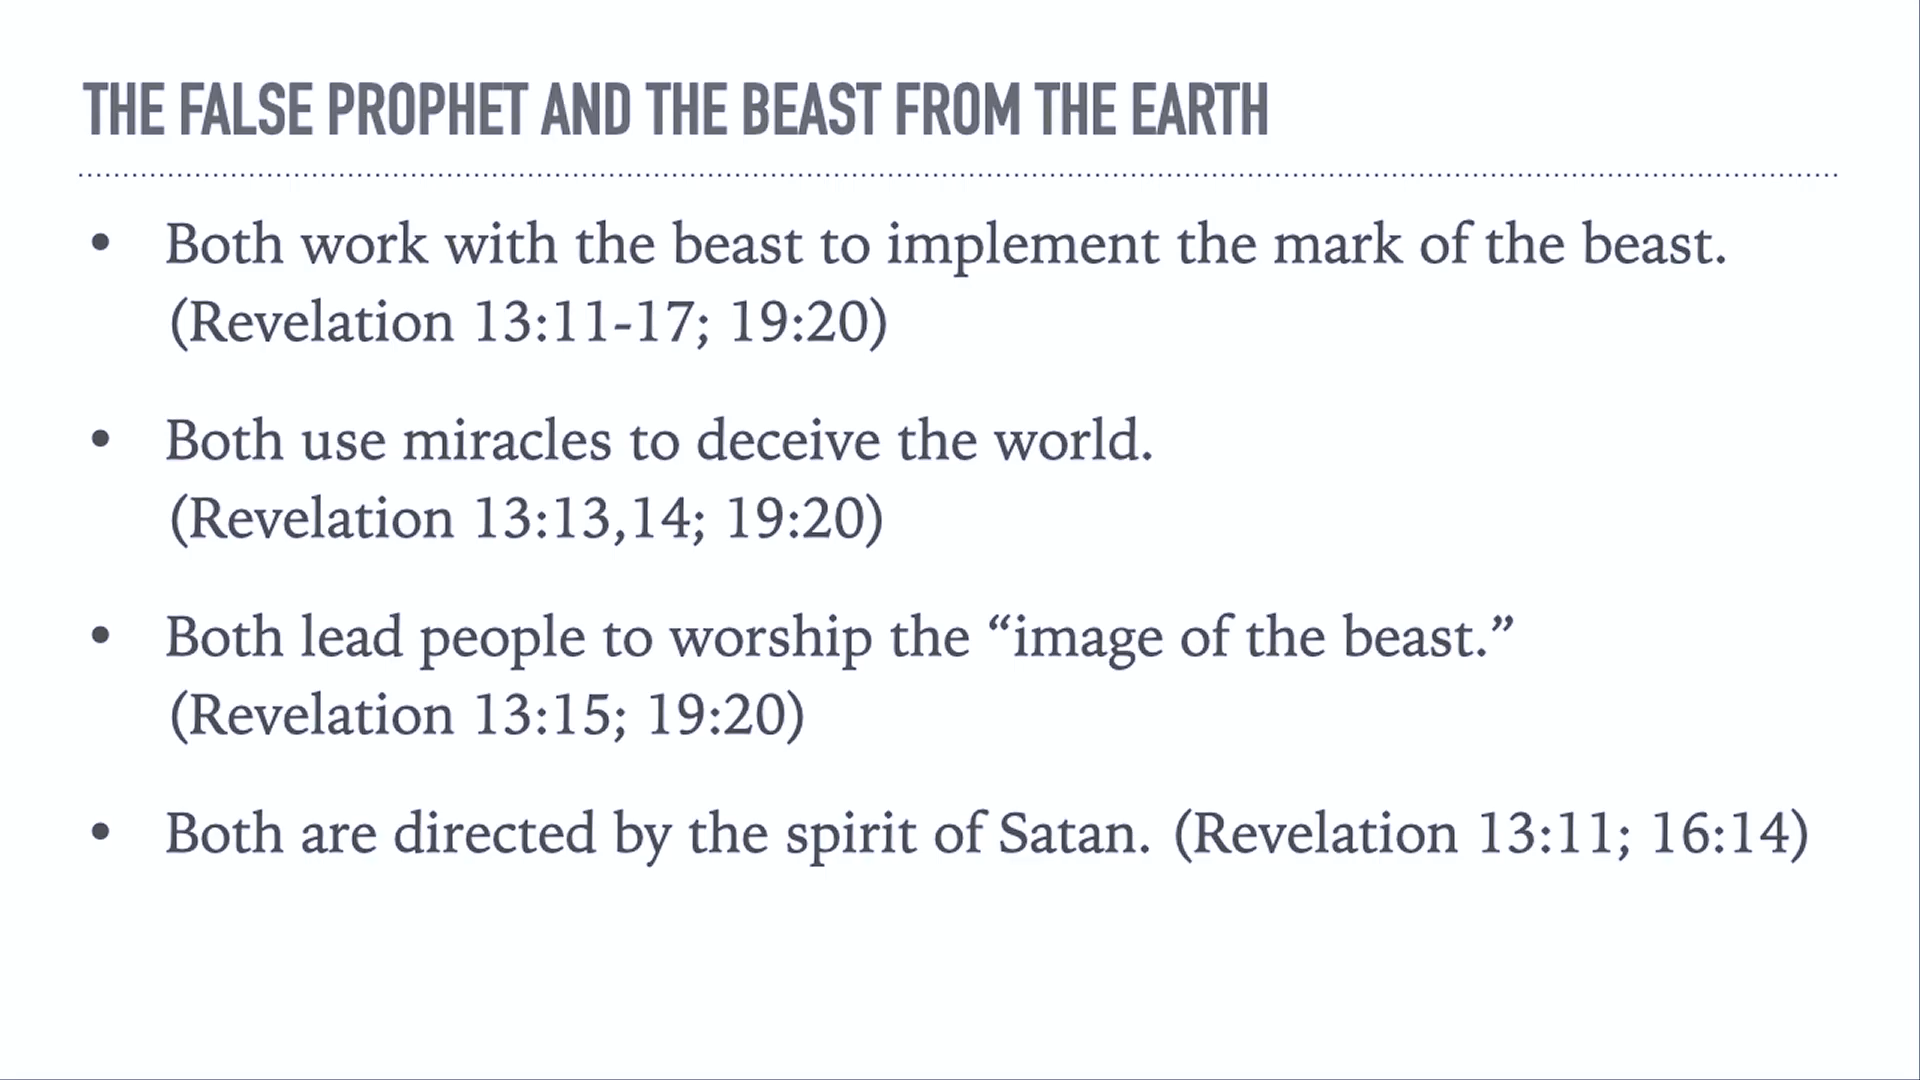 THE FALSE PROPHET AND THE BEAST FROM THE EARTH
• Both work with the beast to implement the mark of the beast.
(Revelation 13:11-17; 19:20)
• Both use miracles to deceive the world.
(Revelation 13:13,14; 19:20)
• Both lead people to worship the “image of the beast.”
(Revelation 13:15; 19:20)
• Both are directed by the spirit of Satan. (Revelation 13:11; 16:14)